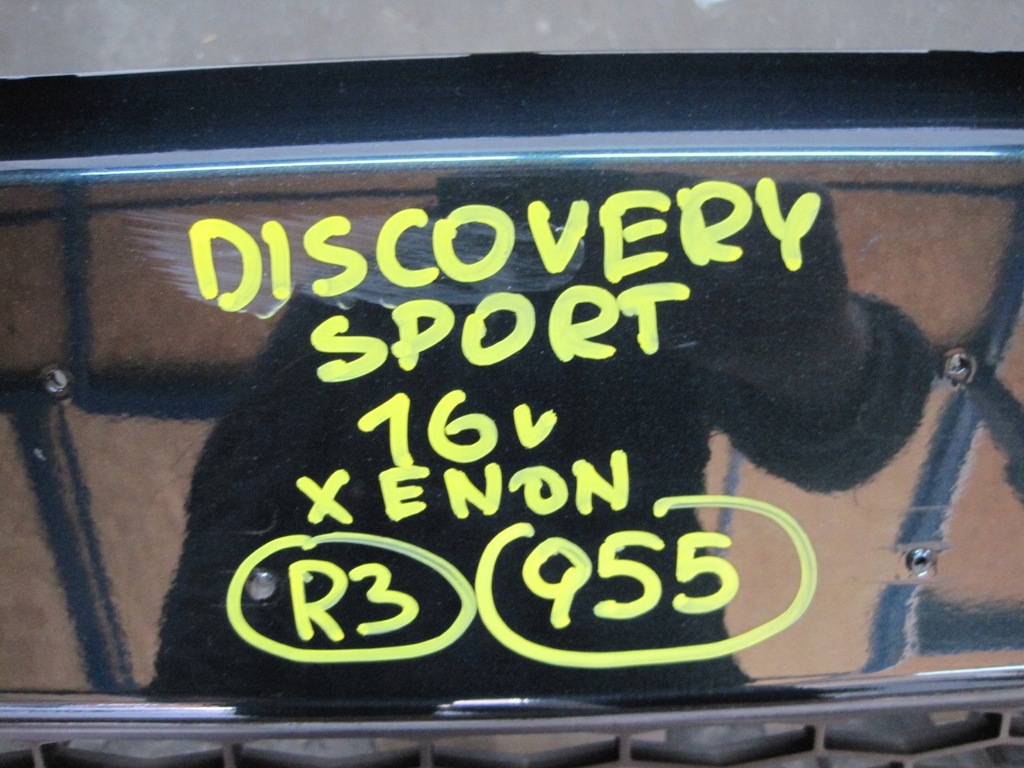 DISCOVERY
SPORT
16v
XENON
R3 955